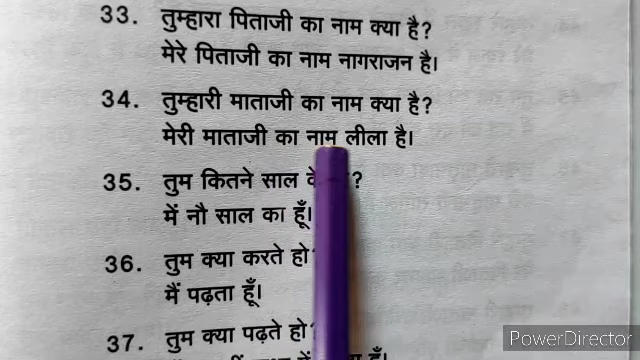 33. तुम्हारा पिताजी का नाम क्या है?
मेरे पिताजी का नाम नागराजन है।
34. तुम्हारी माताजी का नाम क्या है?
मेरी माताजी का नाम लीला है।
35. तुम कितने साल के ?
में नौ साल का हूँ।
36. तुम क्या करते हो
मैं पढ़ता हूँ।
37. तुम क्या पढ़ते हो
PowerDirector